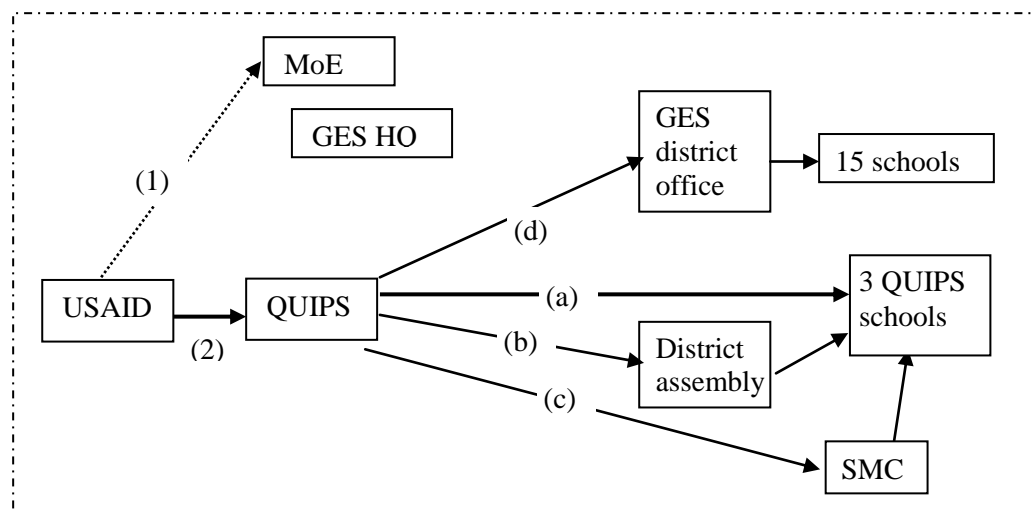 MoE
GES HO
GES
district
office
15 schools
(1)
(d)
USAID
(2)
QUIPS
(a)
3 QUIPS
schools
(b)
District
assembly
(c)
SMC